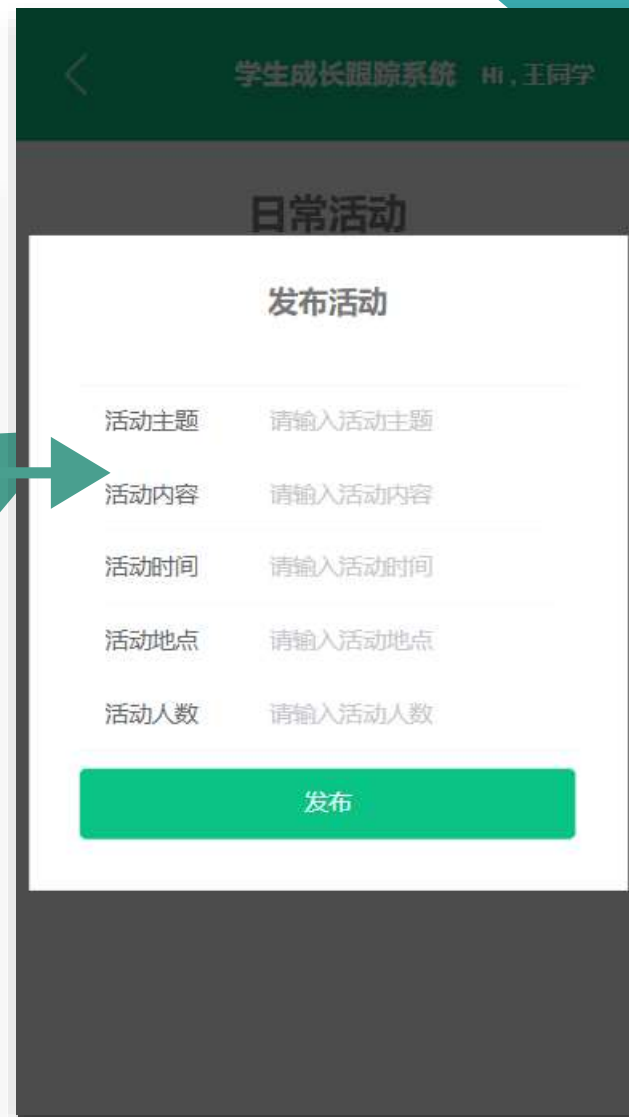 学生成长跟踪系统 Hi , 王同学
日常活动
发布活动
活动主题 请输入活动主题
活动内容 请输入活动内容
活动时间 请输入活动时间
活动地点 请输入活动地点
活动人数 请输入活动人数
发布